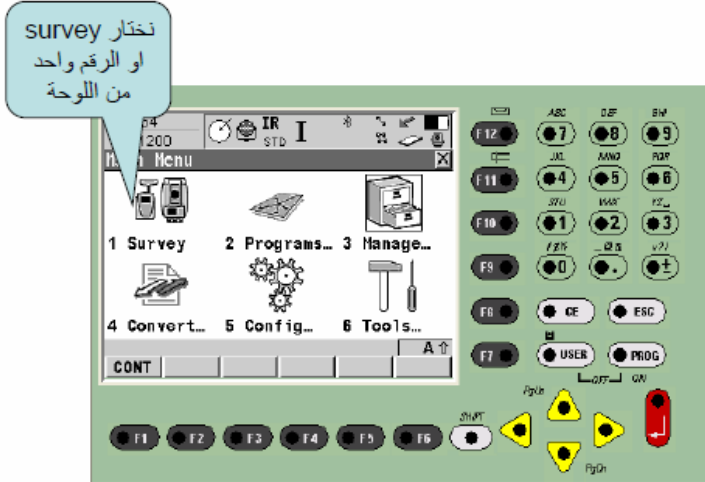 نختار survey
او الرقم واحد
من اللوحة
1200
IR
STD
I
Menu
X
1 Survey 2 Programs… 3 Manage…
4 Convert… 5 Config… 6 Tools…
A ⇧
CONT
F12
ABC
7
DEF
8
GHI
9
F11
JKL
4
MNO
5
PQR
6
F10
STU
1
VWX
2
YZ␣
3
F9
0
.
±
F8
CE
ESC
F7
USER
PROG
OFF
ON
F1 F2 F3 F4 F5 F6
SHIFT
PgUp
PgDn